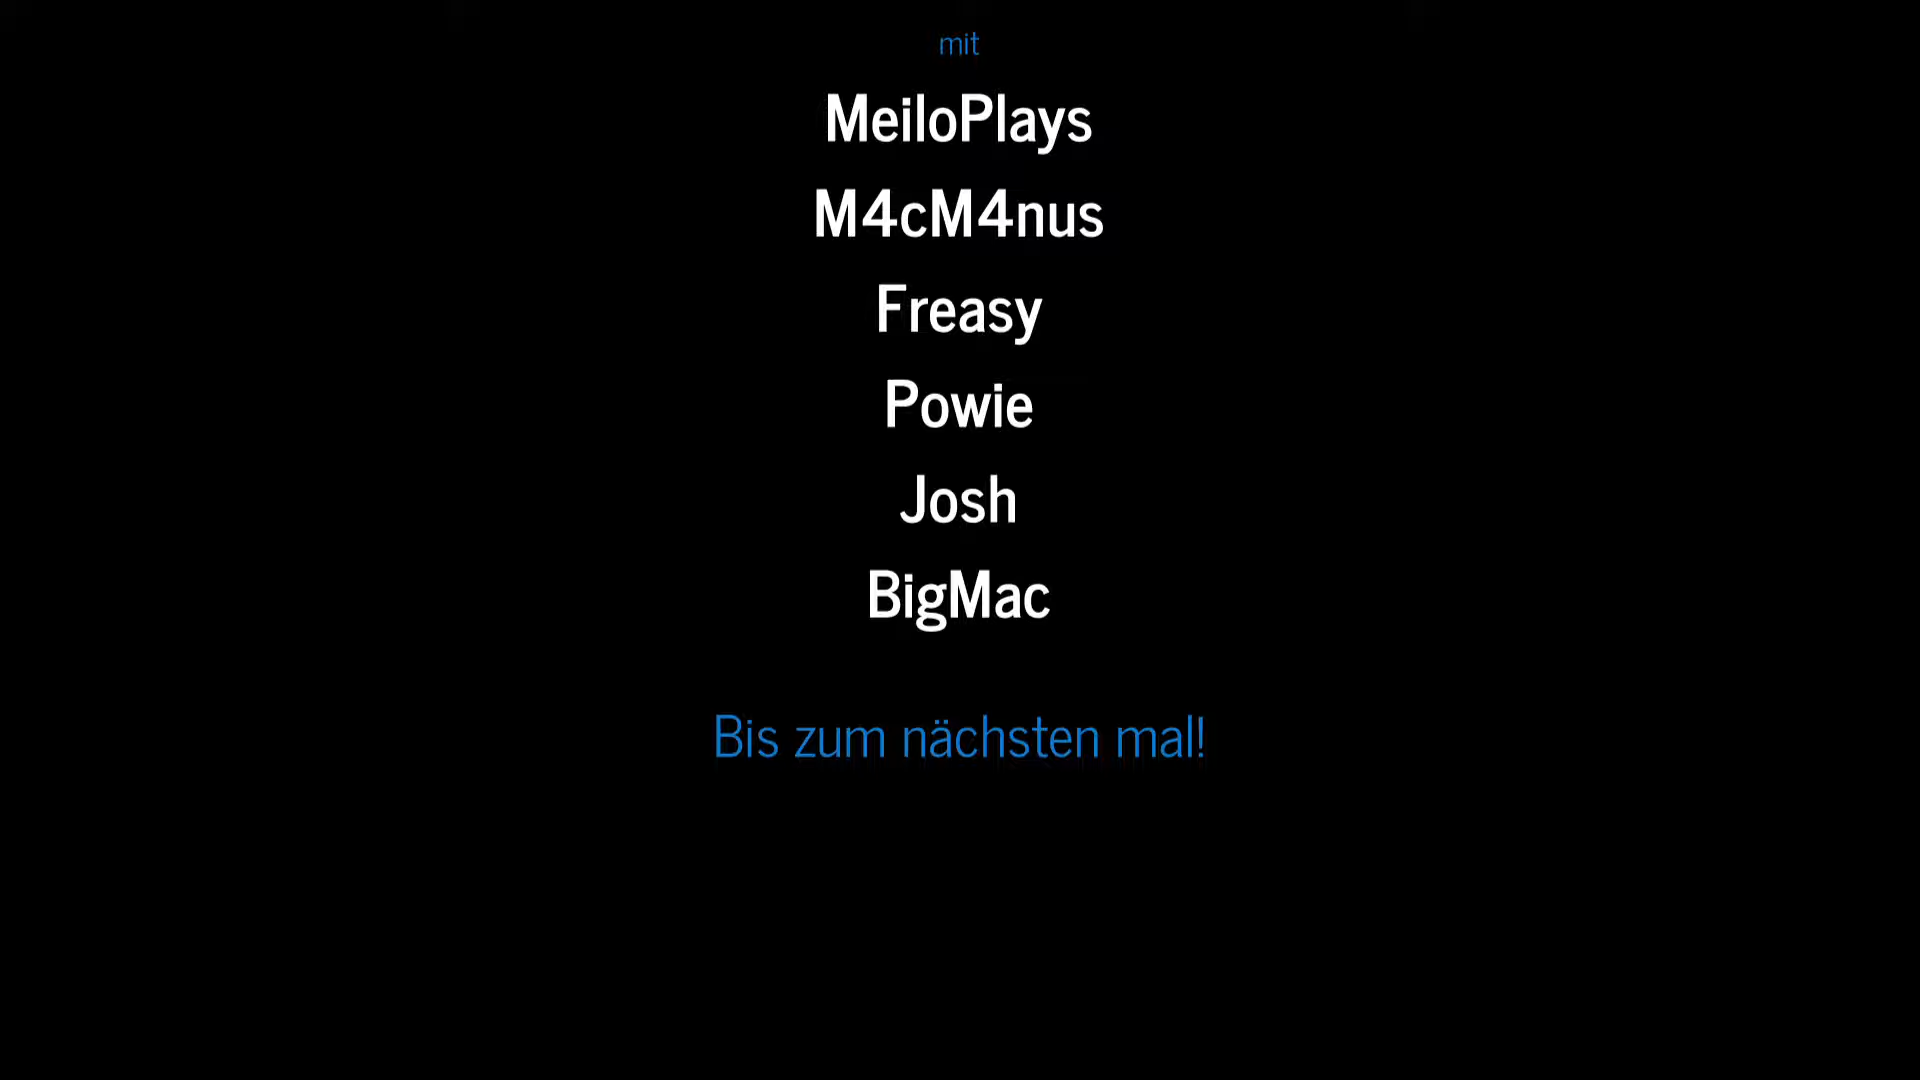 mit
MeiloPlays
M4cM4nus
Freasy
Powie
Josh
BigMac
Bis zum nächsten mal!